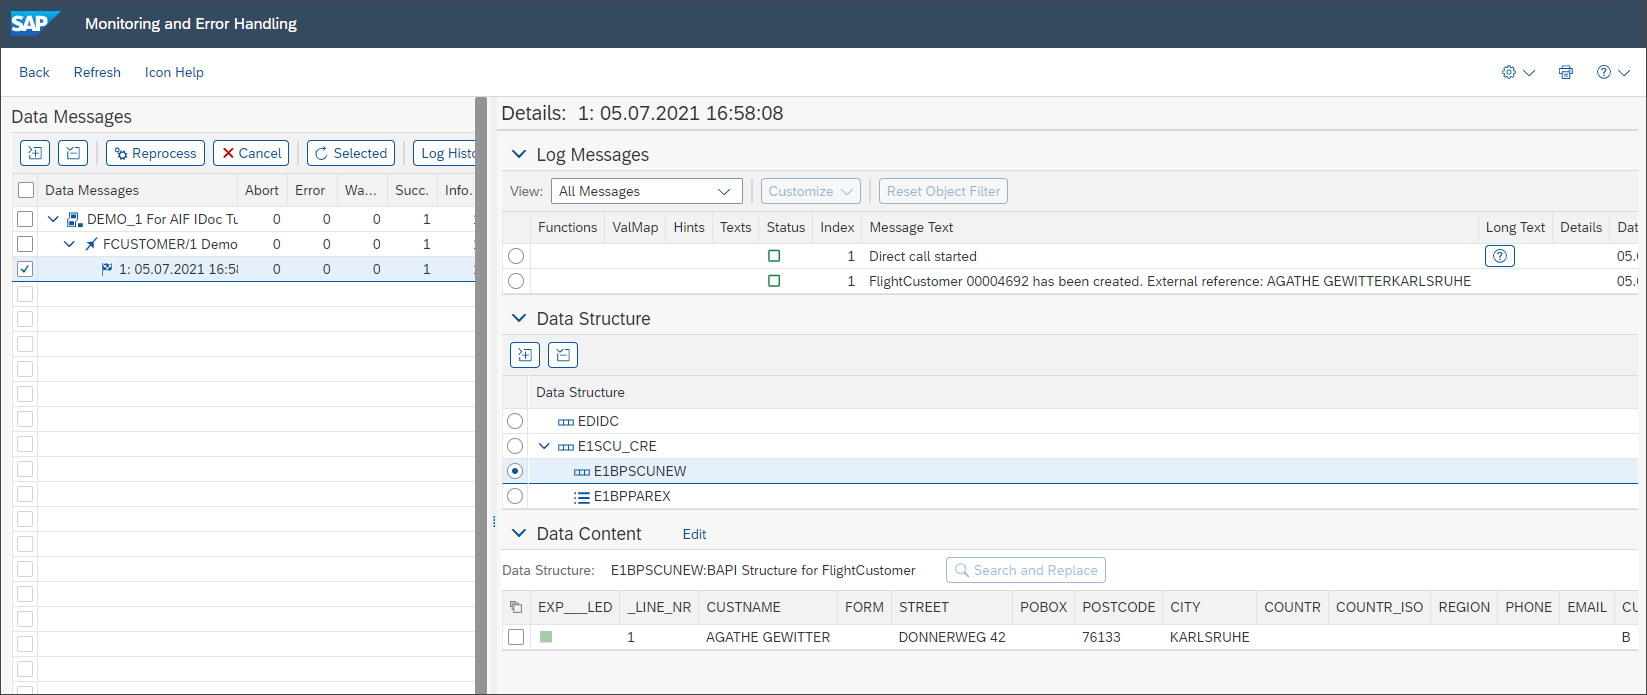 SAP Monitoring and Error Handling
Back Refresh Icon Help
Data Messages
Reprocess Cancel Selected Log Histo
Data Messages Abort Error Wa... Succ. Info.
DEMO_1 For AIF IDoc Tu 0 0 0 1
FCUSTOMER/1 Demo 0 0 0 1
1: 05.07.2021 16:58 0 0 0 1
Details: 1: 05.07.2021 16:58:08
Log Messages
View: All Messages Customize Reset Object Filter
Functions ValMap Hints Texts Status Index Message Text Long Text Details Dat
1 Direct call started 05.0
1 FlightCustomer 00004692 has been created. External reference: AGATHE GEWITTERKARLSRUHE 05.0
Data Structure
Data Structure
EDIDC
E1SCU_CRE
E1BPSCUNEW
E1BPPAREX
Data Content Edit
Data Structure: E1BPSCUNEW:BAPI Structure for FlightCustomer Search and Replace
EXP___LED _LINE_NR CUSTNAME FORM STREET POBOX POSTCODE CITY COUNTR COUNTR_ISO REGION PHONE EMAIL CU
1 AGATHE GEWITTER DONNERWEG 42 76133 KARLSRUHE B